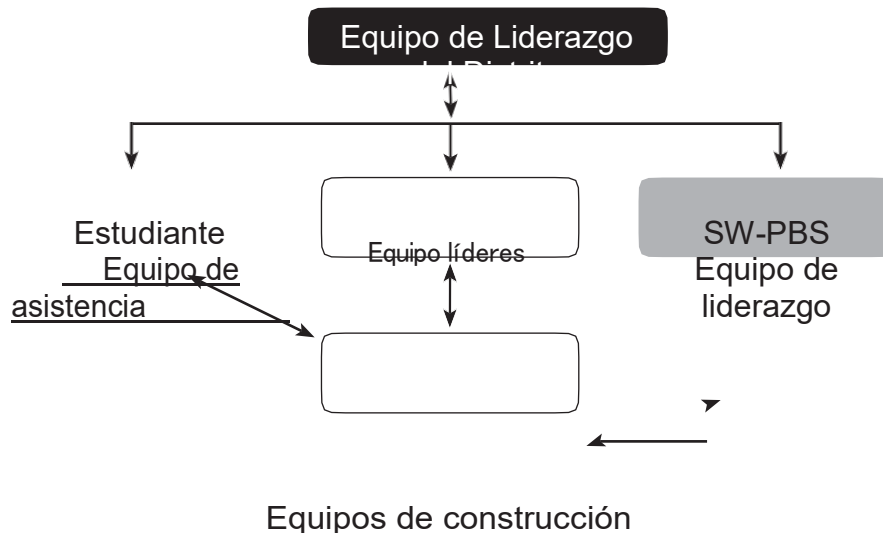 Equipo de Liderazgo
Estudiante
Equipo de
asistencia
Equipo líderes
SW-PBS
Equipo de
liderazgo
Equipos de construcción